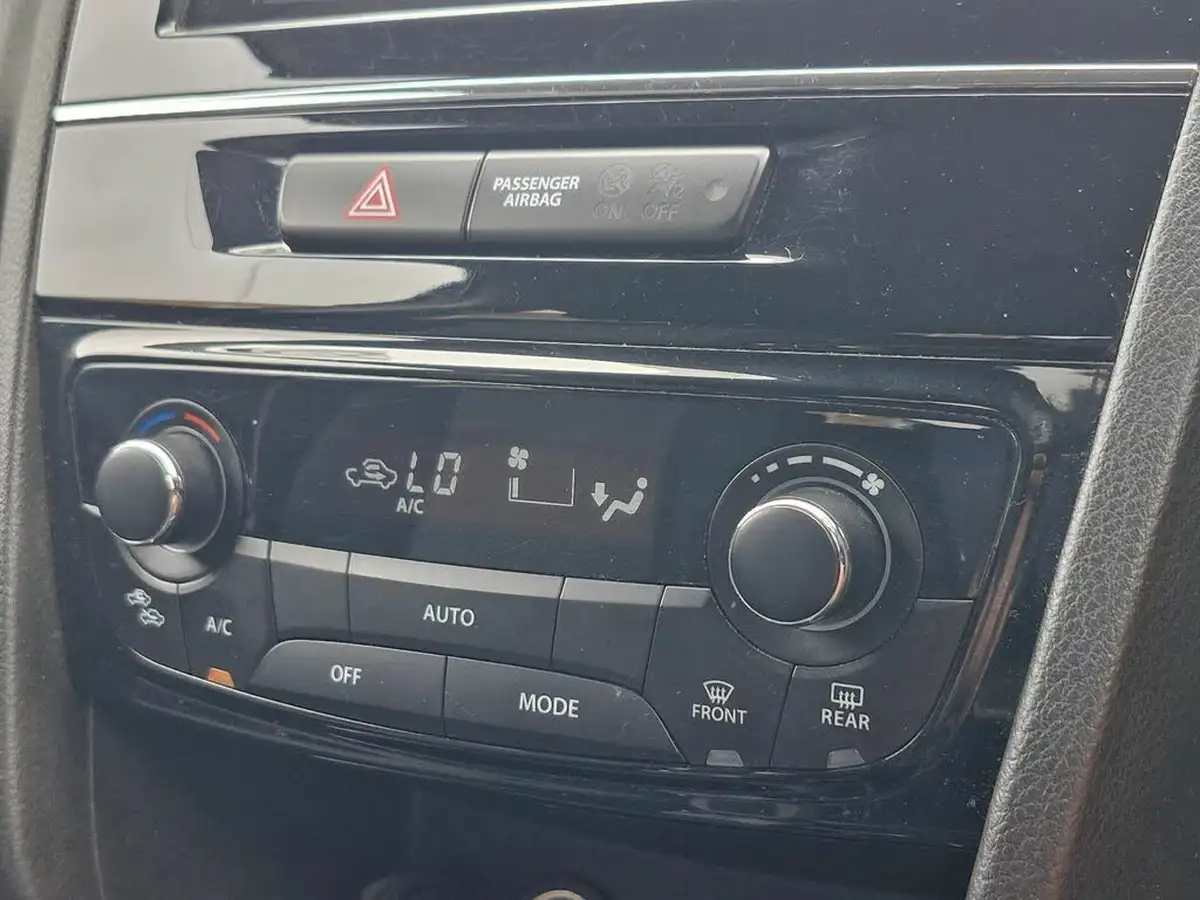 PASSENGER
AIRBAG
ON OFF
LO
A/C
A/C
AUTO
OFF
MODE
FRONT
REAR